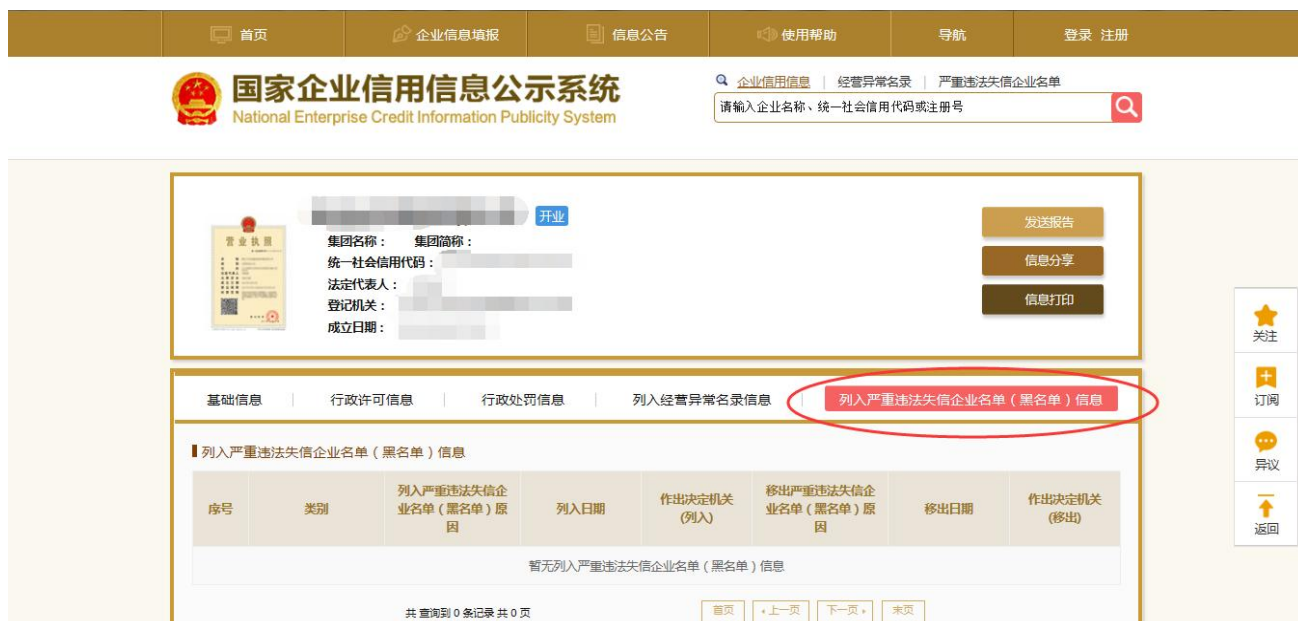 首页 企业信息填报 信息公告 使用帮助 导航 登录 注册
国家企业信用信息公示系统
National Enterprise Credit Information Publicity System
企业信用信息 | 经营异常名录 | 严重违法失信企业名单
请输入企业名称、统一社会信用代码或注册号
开业
营业执照
集团名称： 集团简称：
统一社会信用代码：
法定代表人：
登记机关：
成立日期：
发送报告
信息分享
信息打印
关注
订阅
异议
返回
基础信息 | 行政许可信息 | 行政处罚信息 | 列入经营异常名录信息 | 列入严重违法失信企业名单（黑名单）信息
列入严重违法失信企业名单（黑名单）信息
序号 类别 列入严重违法失信企业名单（黑名单）原因 列入日期 作出决定机关(列入) 移出严重违法失信企业名单（黑名单）原因 移出日期 作出决定机关(移出)
暂无列入严重违法失信企业名单（黑名单）信息
共 查询到 0 条记录 共 0 页 首页 上一页 下一页 末页